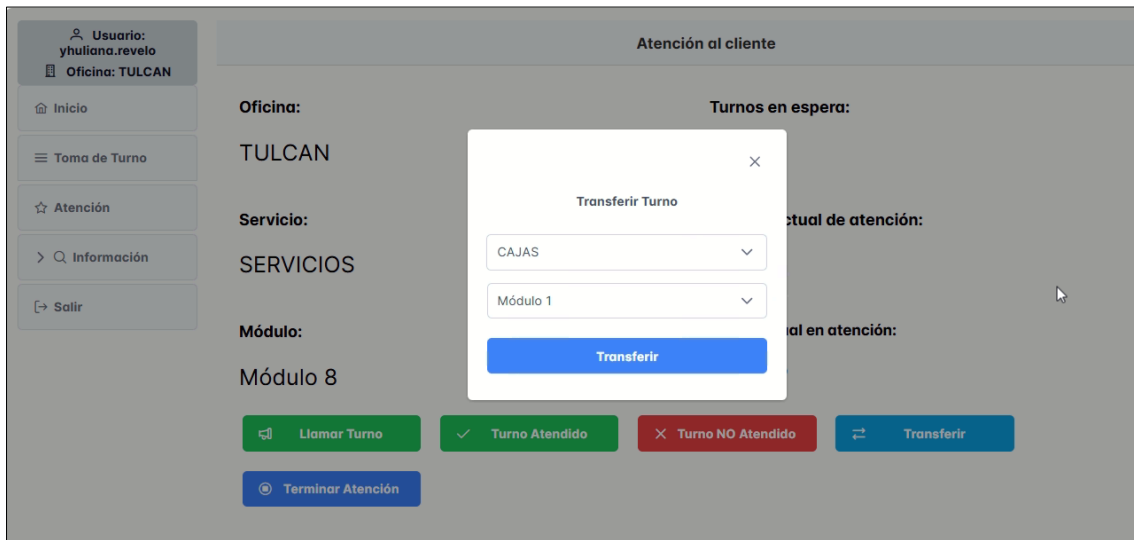 Usuario:
yhuliana.revelo
Oficina: TULCAN
Inicio
Toma de Turno
Atención
Información
Salir
Atención al cliente
Oficina:
Turnos en espera:
TULCAN
Servicio:
ctual de atención:
SERVICIOS
Módulo:
al en atención:
Módulo 8
Transferir Turno
CAJAS
Módulo 1
Transferir
Llamar Turno
Turno Atendido
Turno NO Atendido
Transferir
Terminar Atención